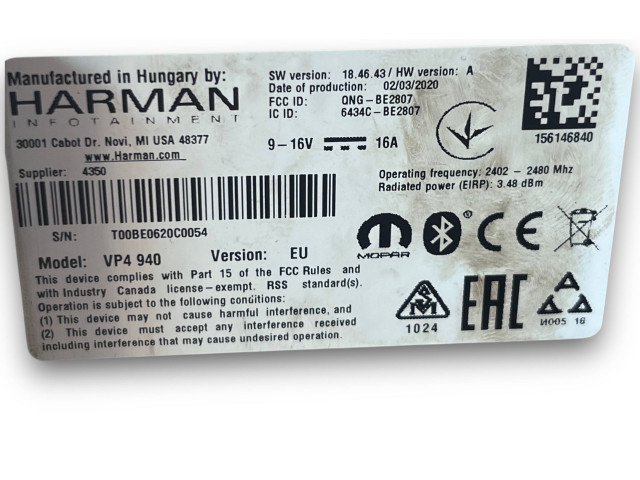 Manufactured in Hungary by:
HARMAN
INFOTAINMENT
30001 Cabot Dr. Novi, MI USA 48377
www.Harman.com
Supplier: 4350
S/N: T00BE0620C0054
Model: VP4 940 Version: EU
This device complies with Part 15 of the FCC Rules and
with Industry Canada license-exempt. RSS standard(s).
Operation is subject to the following conditions:
(1) This device may not cause harmful interference, and
(2) This device must accept any interference received
including interference that may cause undesired operation.
SW version: 18.46.43/ HW version: A
Date of production: 02/03/2020
FCC ID: QNG-BE2807
IC ID: 6434C-BE2807
9-16V 16A
156146840
Operating frequency: 2402 - 2480 Mhz
Radiated power (EIRP): 3.48 dBm
MOPAR
®
CE
1024
EAC
И005 16